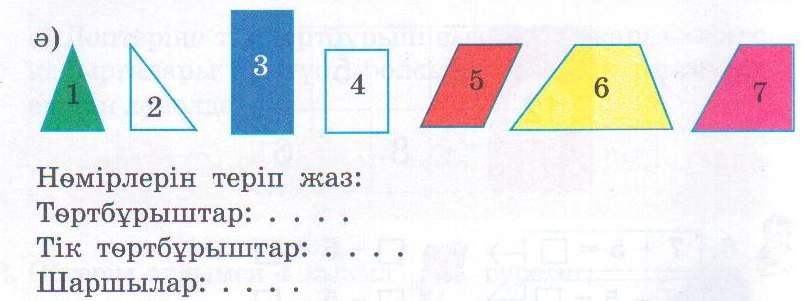 ә)
1 2 3 4 5 6 7
Нөмірлерін теріп жаз:
Төртбұрыштар: . . . .
Тік төртбұрыштар: . . . .
Шаршылар: . . . .